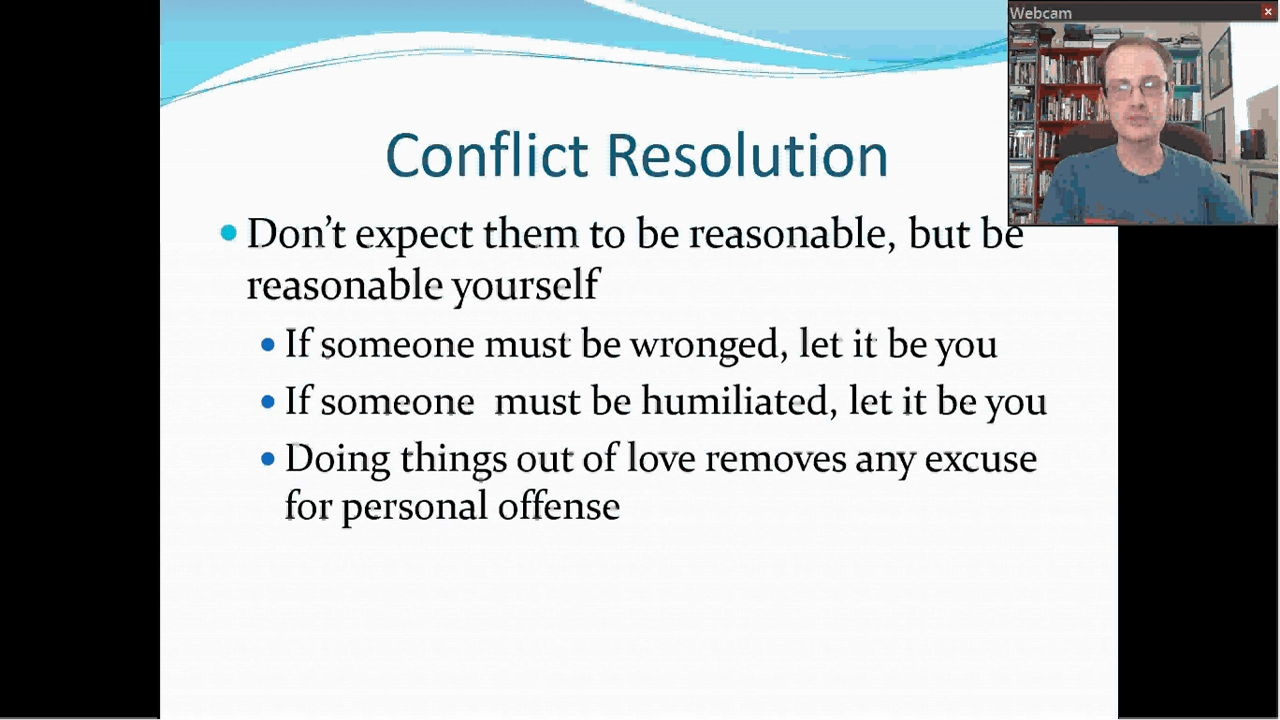 Webcam
Conflict Resolution
Don't expect them to be reasonable, but be
reasonable yourself
If someone must be wronged, let it be you
If someone  must be humiliated, let it be you
Doing things out of love removes any excuse
for personal offense